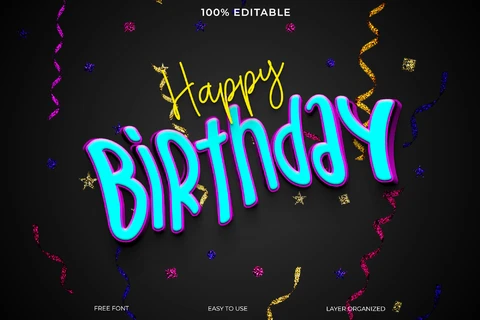 100% EDITABLE
Happy
Birthday
FREE FONT
EASY TO USE
LAYER ORGANIZED